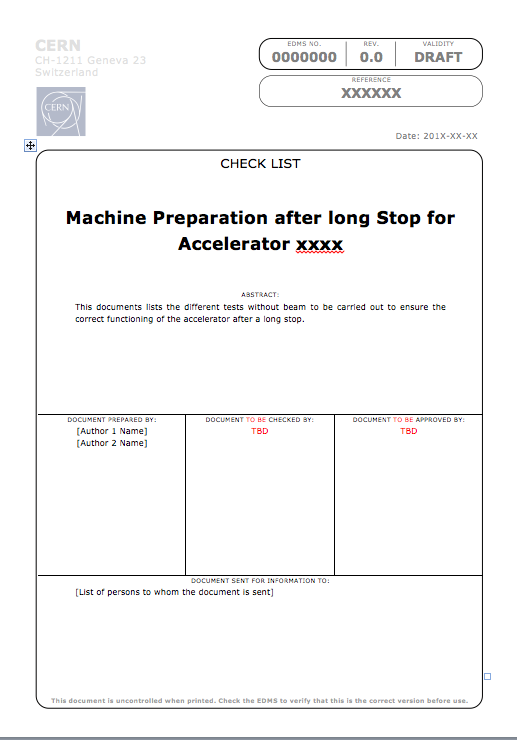 CERN
CH-1211 Geneva 23
Switzerland
CERN
EDMS NO. REV. VALIDITY
0000000 0.0 DRAFT
REFERENCE
XXXXXX
Date: 201X-XX-XX
CHECK LIST
Machine Preparation after long Stop for
Accelerator xxxx
ABSTRACT:
This documents lists the different tests without beam to be carried out to ensure the
correct functioning of the accelerator after a long stop.
DOCUMENT PREPARED BY:
[Author 1 Name]
[Author 2 Name]
DOCUMENT TO BE CHECKED BY:
TBD
DOCUMENT TO BE APPROVED BY:
TBD
DOCUMENT SENT FOR INFORMATION TO:
[List of persons to whom the document is sent]
This document is uncontrolled when printed. Check the EDMS to verify that this is the correct version before use.